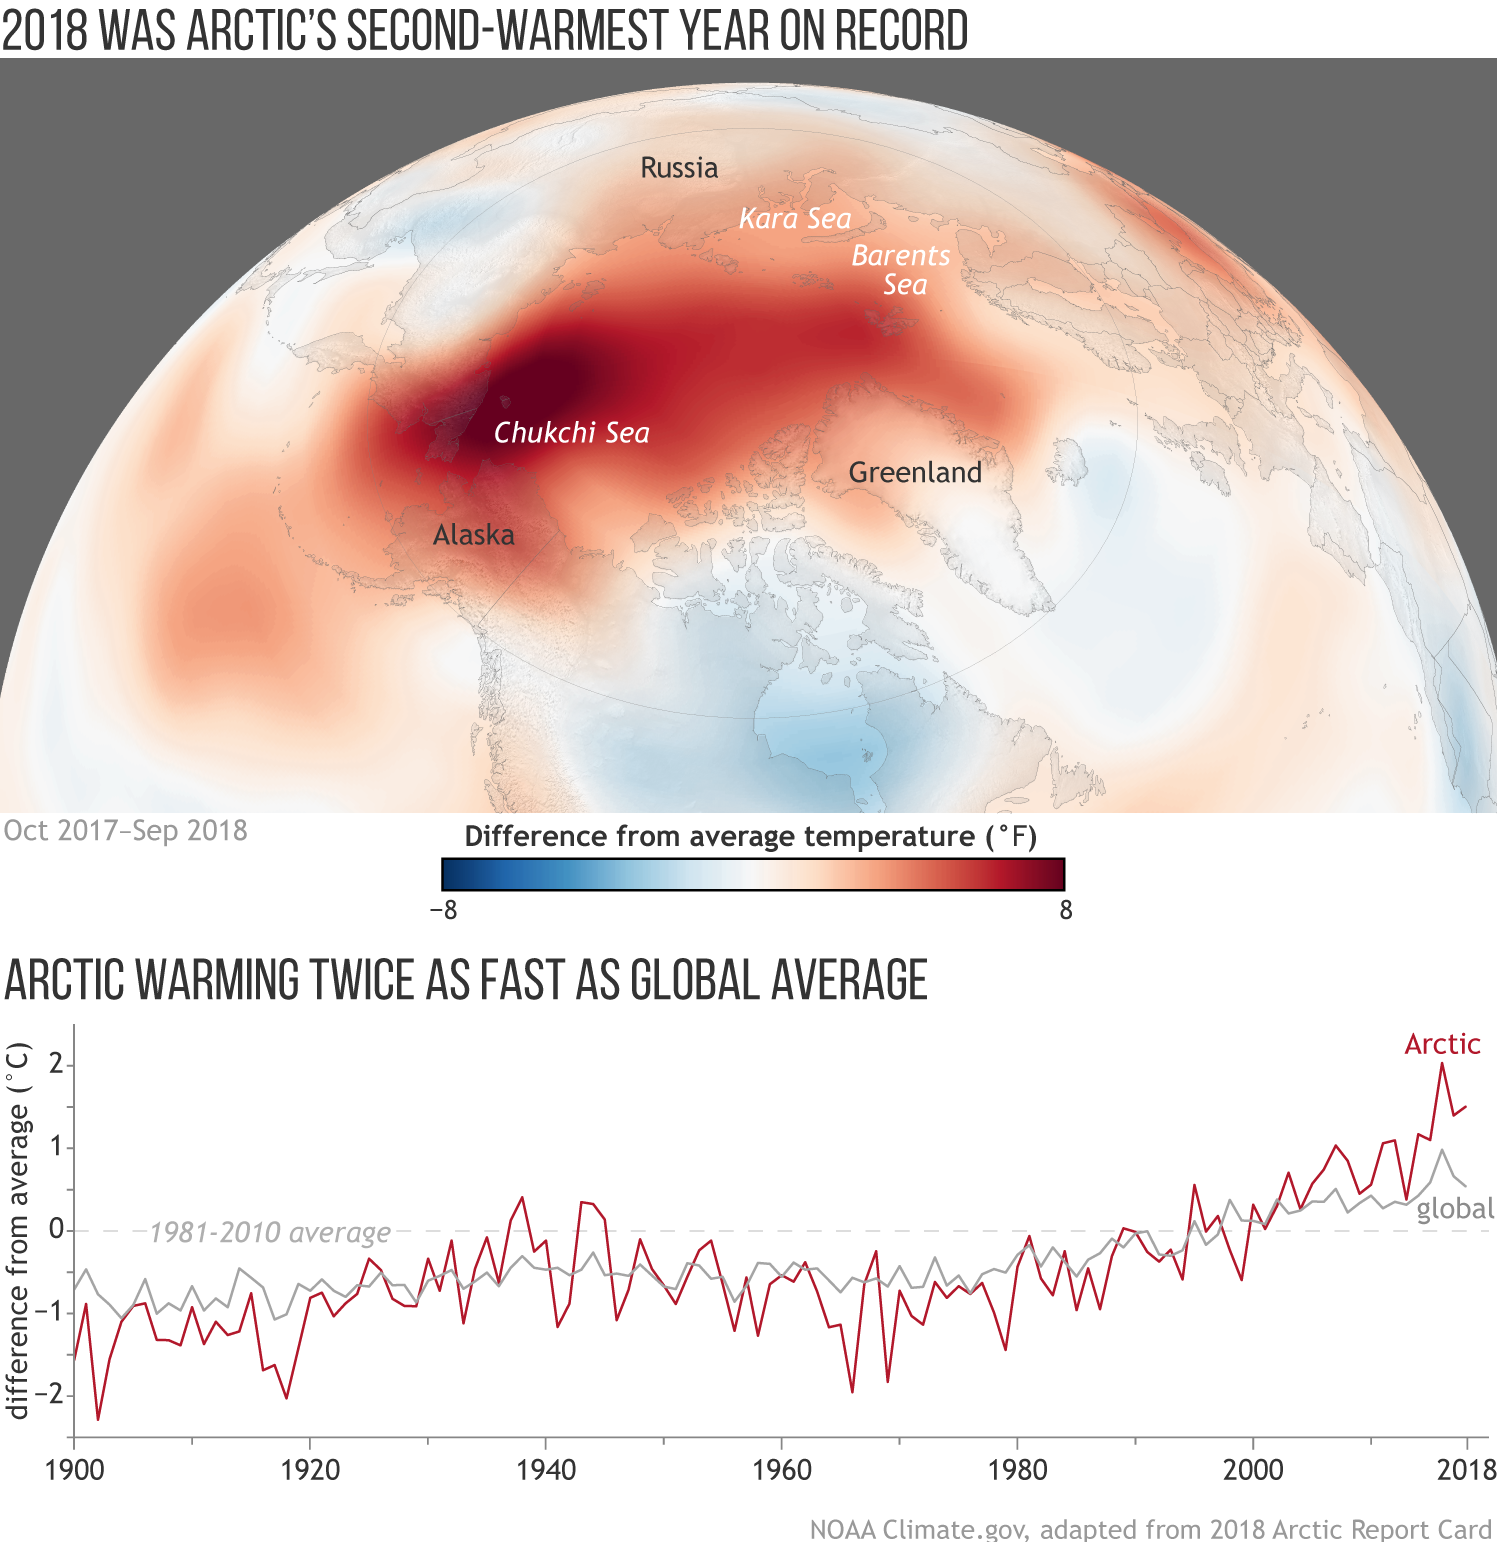 2018 WAS ARCTIC'S SECOND-WARMEST YEAR ON RECORD
Russia
Kara Sea
Barents
Sea
Chukchi Sea
Greenland
Alaska
Oct 2017–Sep 2018
Difference from average temperature (°F)
−8
8
ARCTIC WARMING TWICE AS FAST AS GLOBAL AVERAGE
difference from average (°C)
2
1
0
−1
−2
Arctic
global
1981-2010 average
1900
1920
1940
1960
1980
2000
2018
NOAA Climate.gov, adapted from 2018 Arctic Report Card